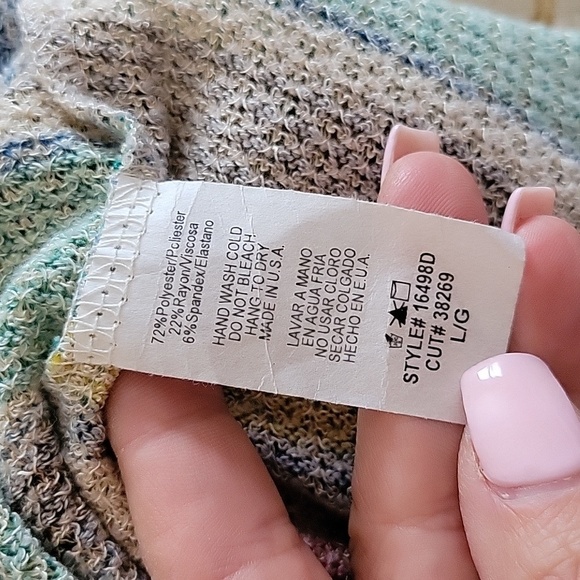 72%Polyester/Poliester
22%Rayon/Viscosa
6%Spandex/Elastano
HAND WASH COLD
DO NOT BLEACH
HANG TO DRY
MADE IN U.S.A.
LAVAR A MANO
EN AGUA FRIA
NO USAR CLORO
SECAR COLGADO
HECHO EN E.U.A.
STYLE# 16498D
CUT# 38269
L/G